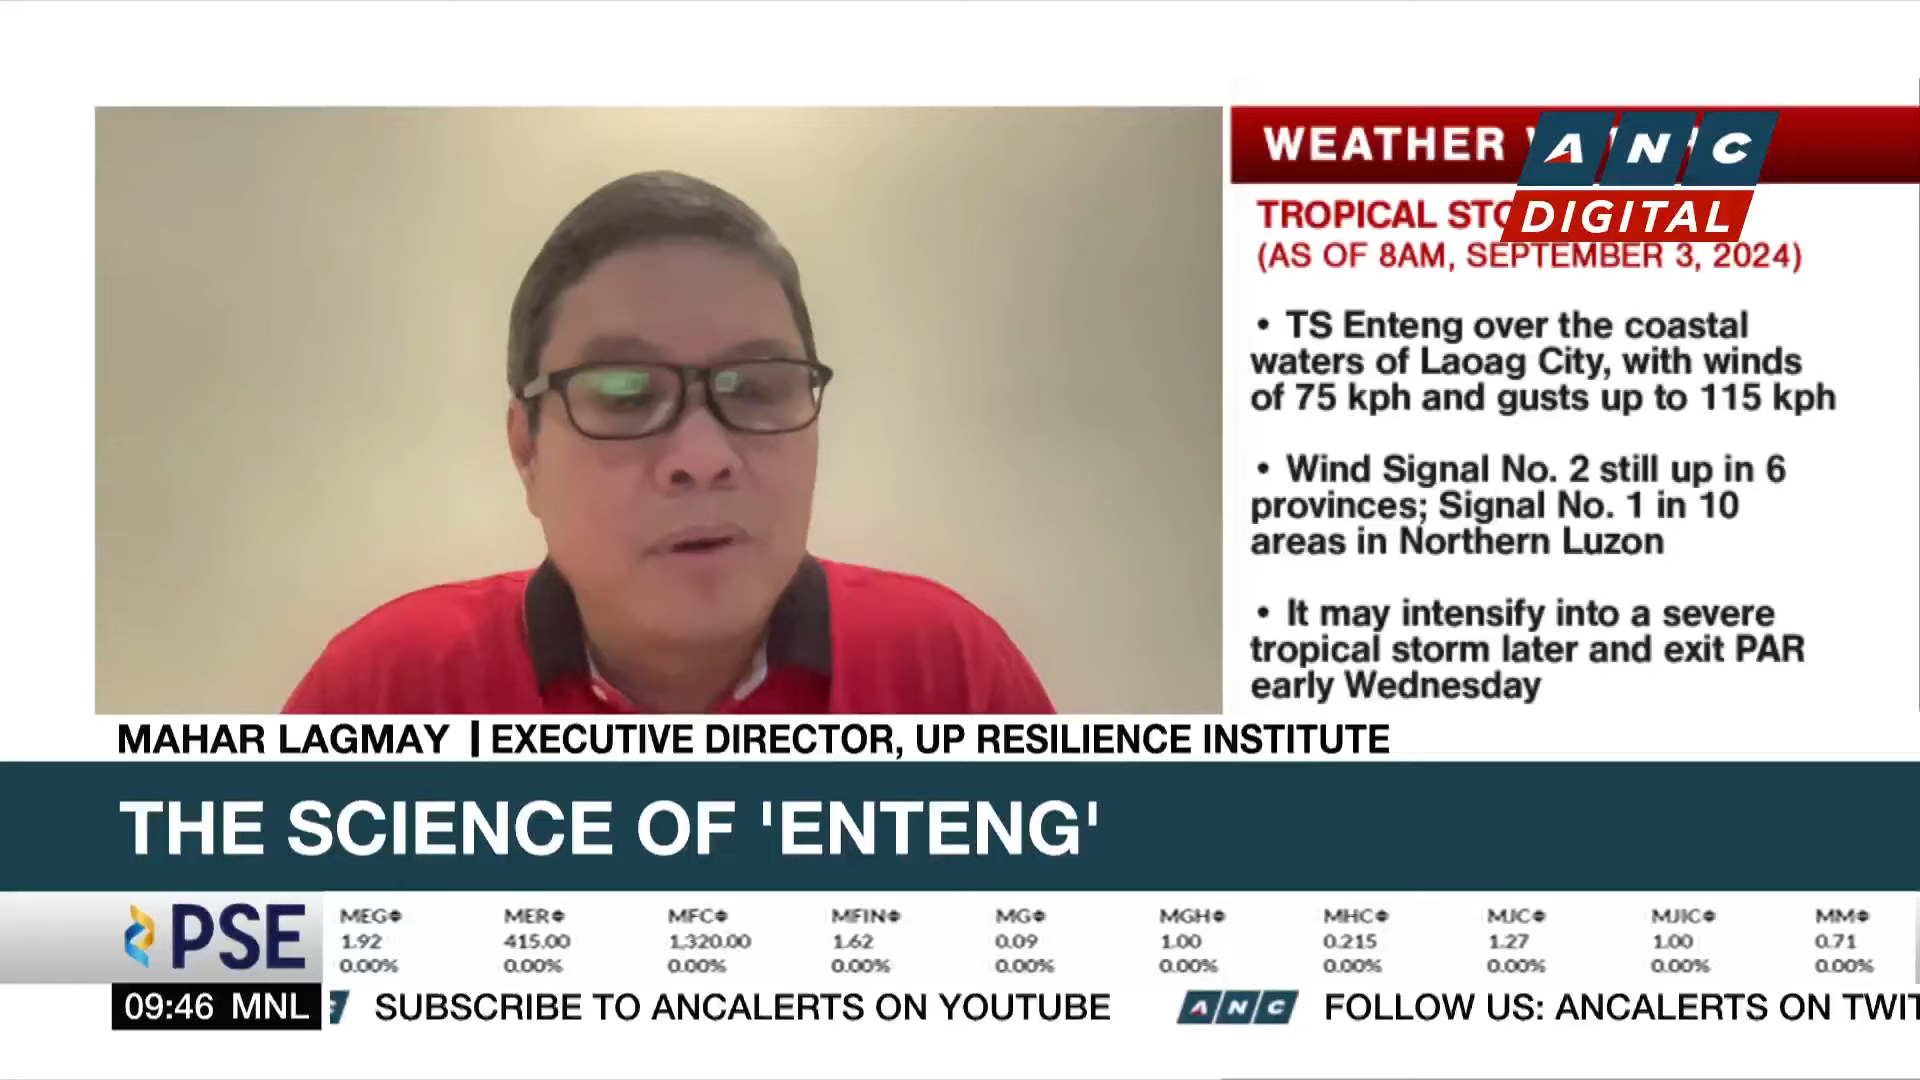 WEATHER
ANC
DIGITAL
TROPICAL
(AS OF 8AM, SEPTEMBER 3, 2024)
• TS Enteng over the coastal
waters of Laoag City, with winds
of 75 kph and gusts up to 115 kph
• Wind Signal No. 2 still up in 6
provinces; Signal No. 1 in 10
areas in Northern Luzon
• It may intensify into a severe
tropical storm later and exit PAR
early Wednesday
MAHAR LAGMAY | EXECUTIVE DIRECTOR, UP RESILIENCE INSTITUTE
THE SCIENCE OF 'ENTENG'
PSE
MEG MER MFC MFIN MG MGH MHC MJC MJIC MM
1.92 415.00 1,320.00 1.62 0.09 1.00 0.215 1.27 1.00 0.71
0.00% 0.00% 0.00% 0.00% 0.00% 0.00% 0.00% 0.00% 0.00% 0.00%
09:46 MNL SUBSCRIBE TO ANCALERTS ON YOUTUBE ANC FOLLOW US: ANCALERTS ON TWIT